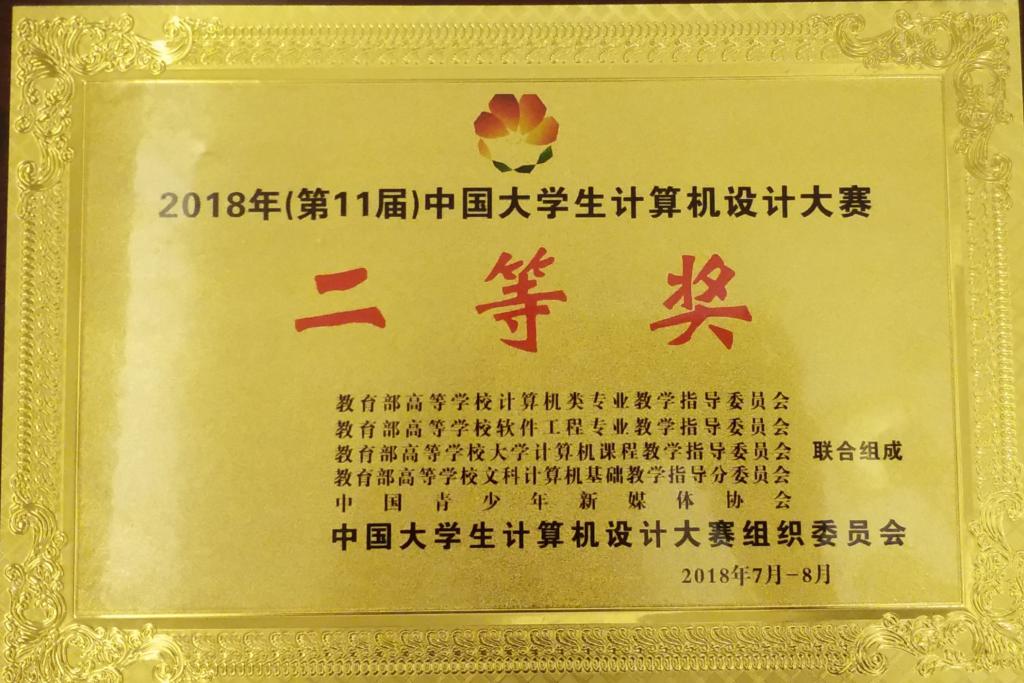 2018年(第11届)中国大学生计算机设计大赛
二等奖
教育部高等学校计算机类专业教学指导委员会
教育部高等学校软件工程专业教学指导委员会
教育部高等学校大学计算机课程教学指导委员会 联合组成
教育部高等学校文科计算机基础教学指导分委员会
中国青少年新媒体协会
中国大学生计算机设计大赛组织委员会
2018年7月-8月